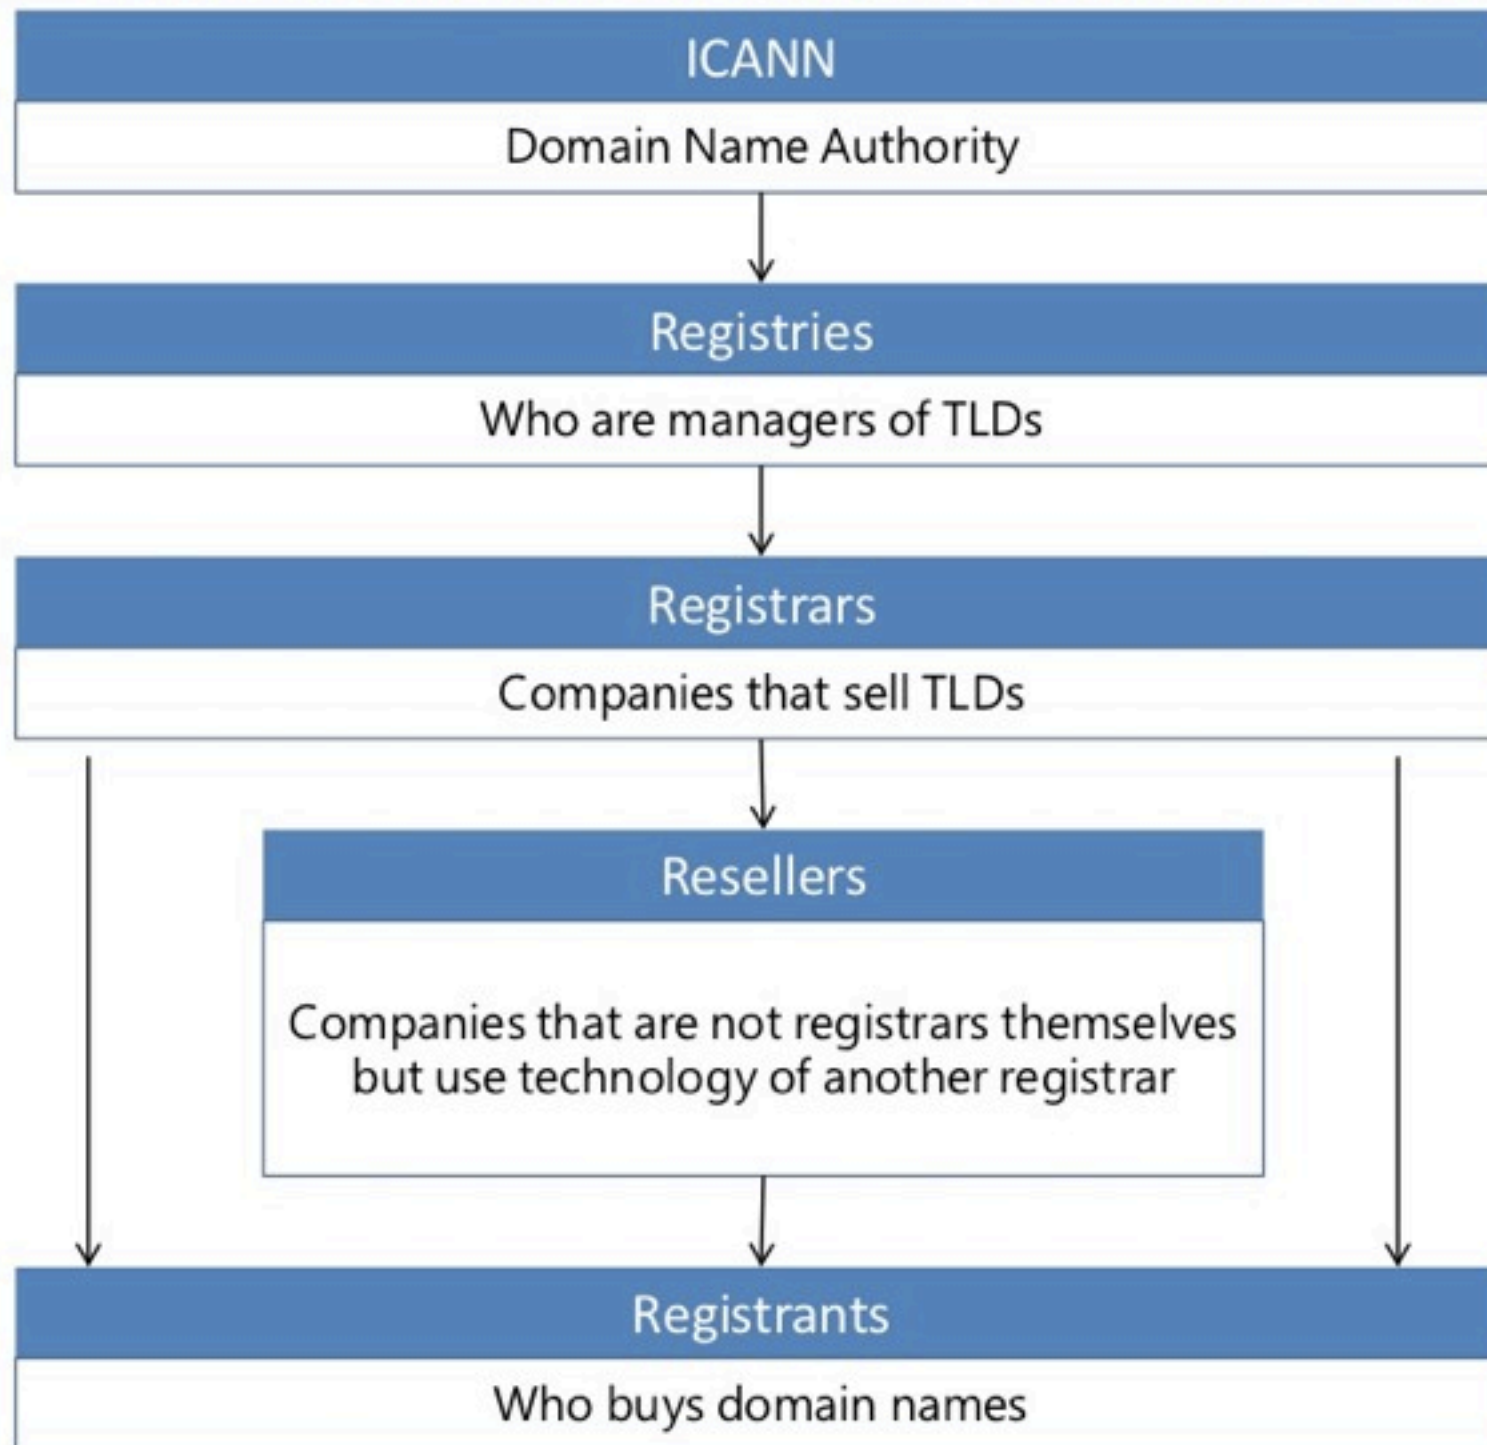 ICANN
Domain Name Authority
Registries
Who are managers of TLDs
Registrars
Companies that sell TLDs
Resellers
Companies that are not registrars themselves
but use technology of another registrar
Registrants
Who buys domain names